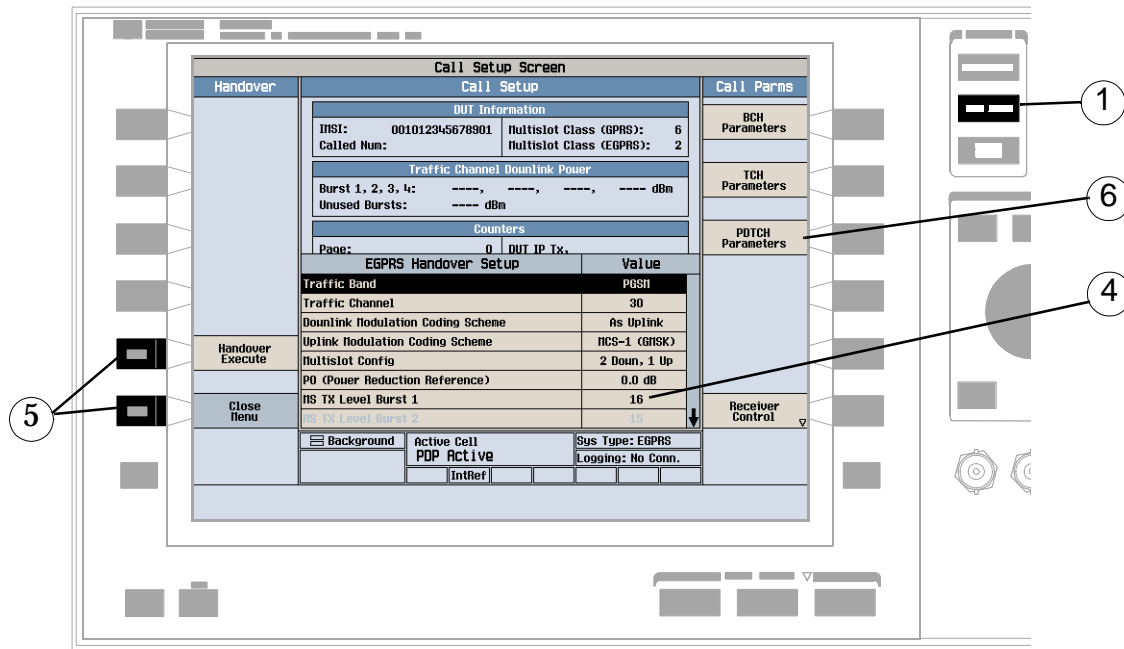 Call Setup Screen
Handover
Call Setup
Call Parms
DUT Information
IMSI: 001012345678901
Called Num:
Multislot Class (GPRS): 6
Multislot Class (EGPRS): 2
Traffic Channel Downlink Power
Burst 1, 2, 3, 4: ----, ----, ----, ---- dBm
Unused Bursts: ---- dBm
Counters
Page: 0
DUT IP Tx,
EGPRS Handover Setup
Value
Traffic Band
PGSM
Traffic Channel
30
Downlink Modulation Coding Scheme
As Uplink
Uplink Modulation Coding Scheme
MCS-1 (GMSK)
Multislot Config
2 Down, 1 Up
P0 (Power Reduction Reference)
0.0 dB
MS TX Level Burst 1
16
MS TX Level Burst 2
15
Handover
Execute
Close
Menu
BCH
Parameters
TCH
Parameters
PDTCH
Parameters
Receiver
Control
Background
Active Cell
PDP Active
Sys Type: EGPRS
Logging: No Conn.
IntRef
1
6
4
5